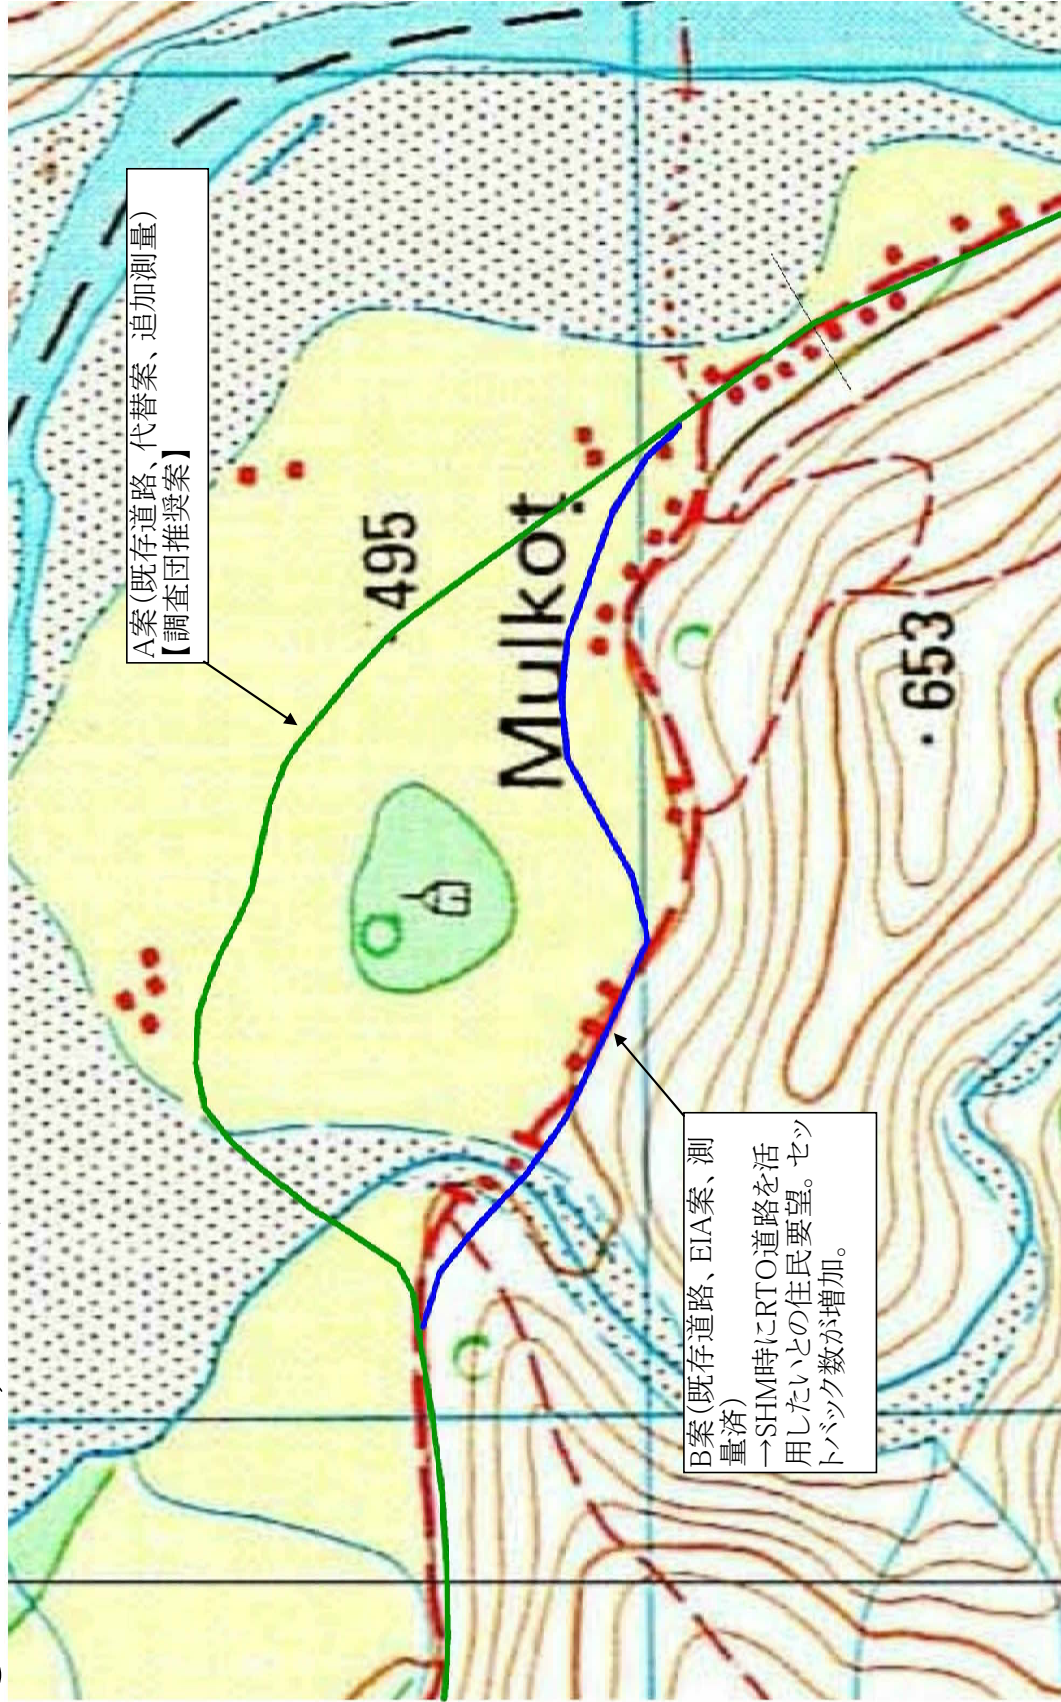 A案(既存道路、代替案、追加測量)
【調査団推奨案】
495
Mulkot
653
B案(既存道路、EIA案、測
量済)
→SHM時にRTO道路を活
用したいとの住民要望。セッ
トバック数が増加。